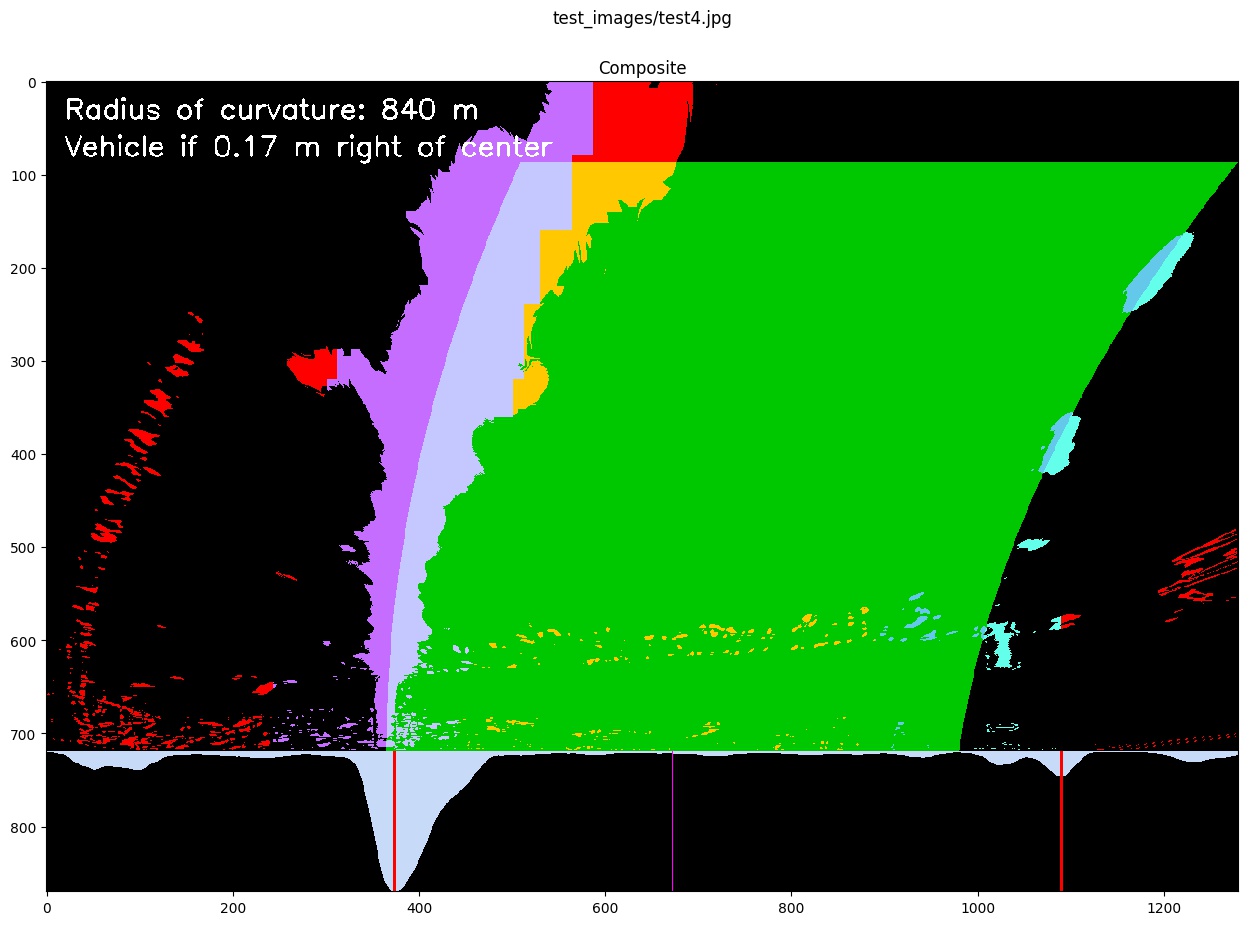 test_images/test4.jpg
Composite
Radius of curvature: 840 m
Vehicle if 0.17 m right of center
0
100
200
300
400
500
600
700
800
0 200 400 600 800 1000 1200